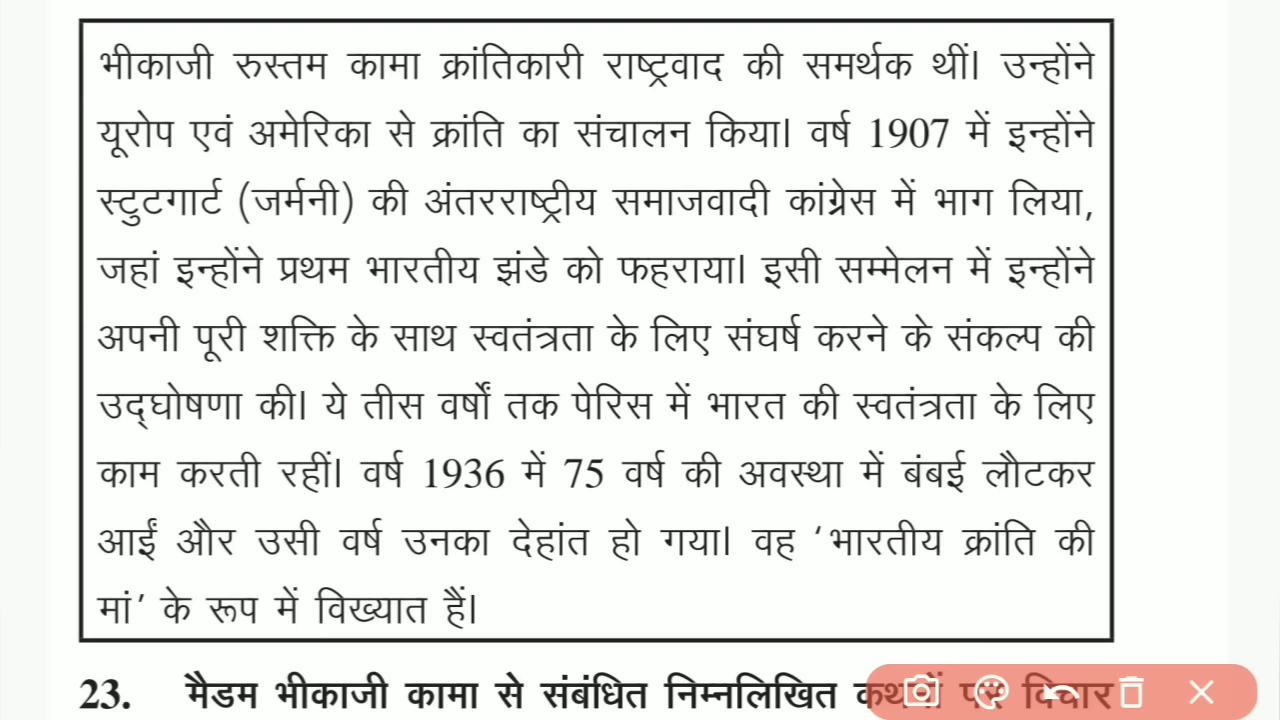 भीकाजी रुस्तम कामा क्रांतिकारी राष्ट्रवाद की समर्थक थीं। उन्होंने
यूरोप एवं अमेरिका से क्रांति का संचालन किया। वर्ष 1907 में इन्होंने
स्टुटगार्ट (जर्मनी) की अंतरराष्ट्रीय समाजवादी कांग्रेस में भाग लिया,
जहां इन्होंने प्रथम भारतीय झंडे को फहराया। इसी सम्मेलन में इन्होंने
अपनी पूरी शक्ति के साथ स्वतंत्रता के लिए संघर्ष करने के संकल्प की
उद्घोषणा की। ये तीस वर्षों तक पेरिस में भारत की स्वतंत्रता के लिए
काम करती रहीं। वर्ष 1936 में 75 वर्ष की अवस्था में बंबई लौटकर
आईं और उसी वर्ष उनका देहांत हो गया। वह ‘भारतीय क्रांति की
मां’ के रूप में विख्यात हैं।
23. मैडम भीकाजी कामा से संबंधित निम्नलिखित कथनों पर विचार